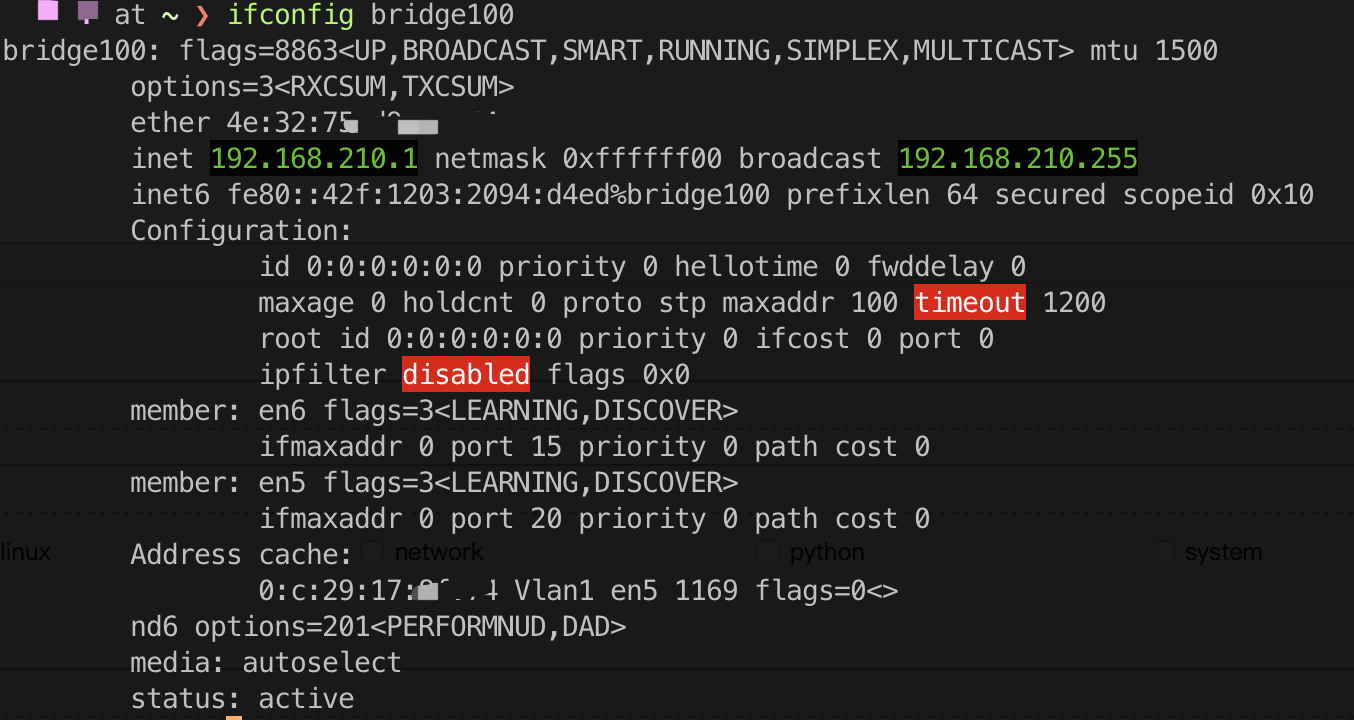 at ~ ❯ ifconfig bridge100
bridge100: flags=8863<UP,BROADCAST,SMART,RUNNING,SIMPLEX,MULTICAST> mtu 1500
options=3<RXCSUM,TXCSUM>
ether 4e:32:75
inet 192.168.210.1 netmask 0xffffff00 broadcast 192.168.210.255
inet6 fe80::42f:1203:2094:d4ed%bridge100 prefixlen 64 secured scopeid 0x10
Configuration:
id 0:0:0:0:0:0 priority 0 hellotime 0 fwddelay 0
maxage 0 holdcnt 0 proto stp maxaddr 100 timeout 1200
root id 0:0:0:0:0:0 priority 0 ifcost 0 port 0
ipfilter disabled flags 0x0
member: en6 flags=3<LEARNING,DISCOVER>
ifmaxaddr 0 port 15 priority 0 path cost 0
member: en5 flags=3<LEARNING,DISCOVER>
ifmaxaddr 0 port 20 priority 0 path cost 0
linux network python system
Address cache:
0:c:29:17: Vlan1 en5 1169 flags=0<>
nd6 options=201<PERFORMNUD,DAD>
media: autoselect
status: active